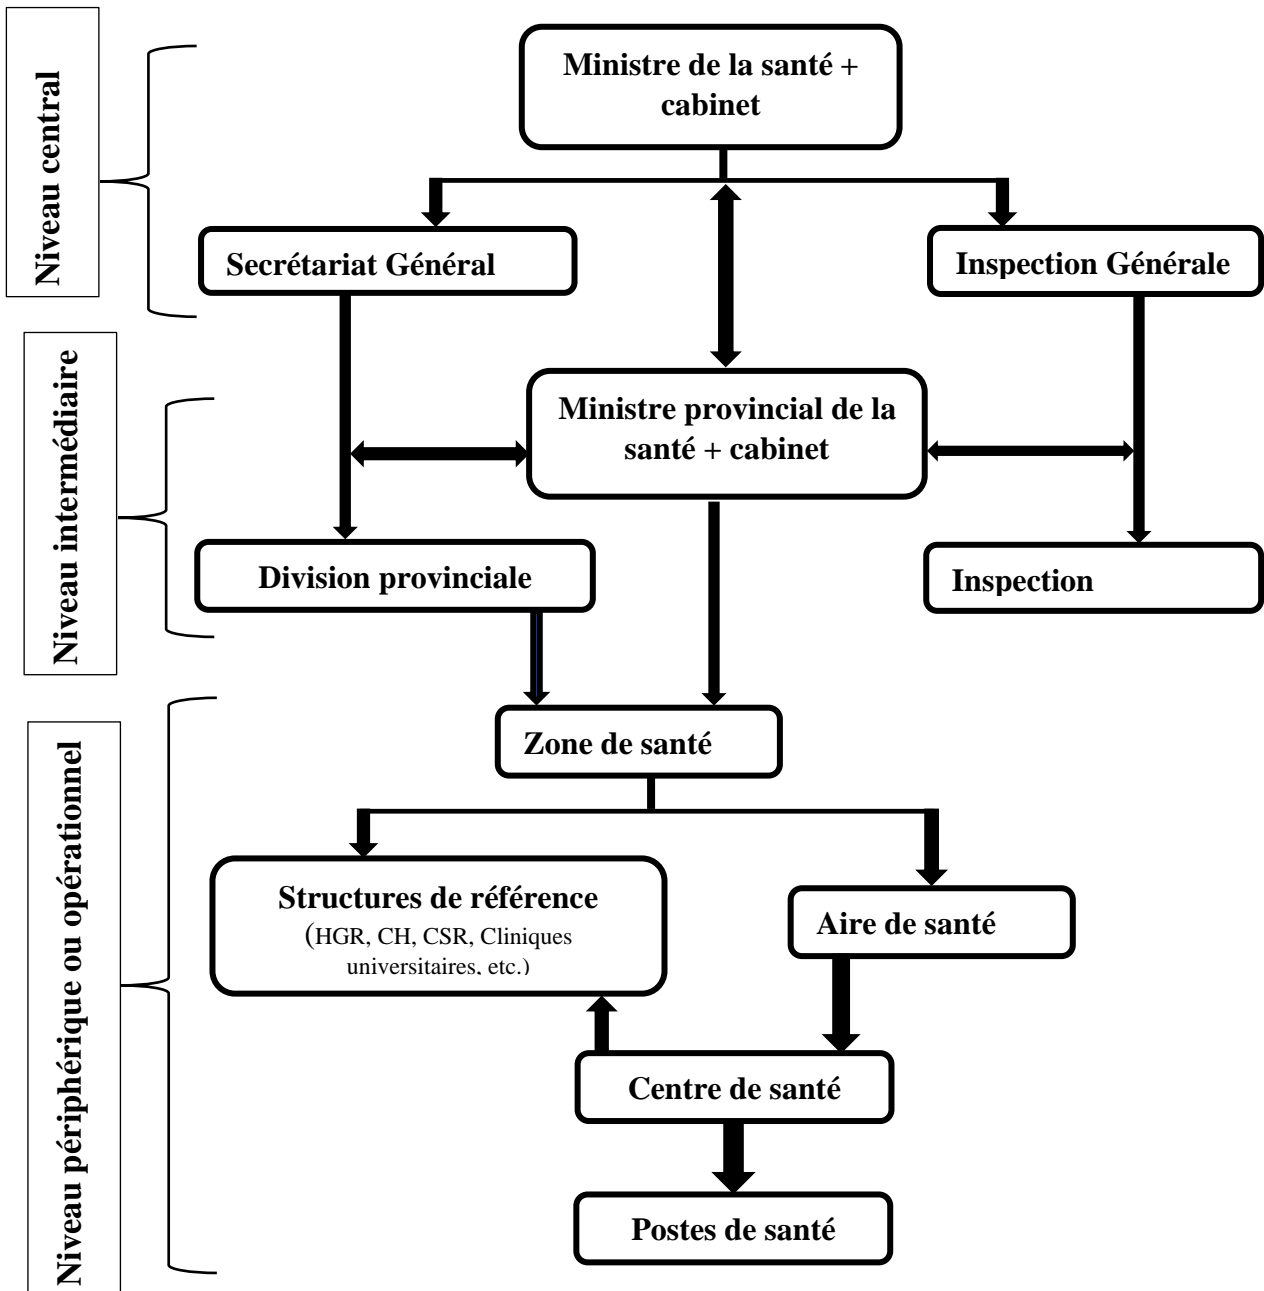 Niveau central
Ministre de la santé +
cabinet
Secrétariat Général
Inspection Générale
Niveau intermédiaire
Ministre provincial de la
santé + cabinet
Division provinciale
Inspection
Niveau périphérique ou opérationnel
Zone de santé
Structures de référence
(HGR, CH, CSR, Cliniques
universitaires, etc.)
Aire de santé
Centre de santé
Postes de santé